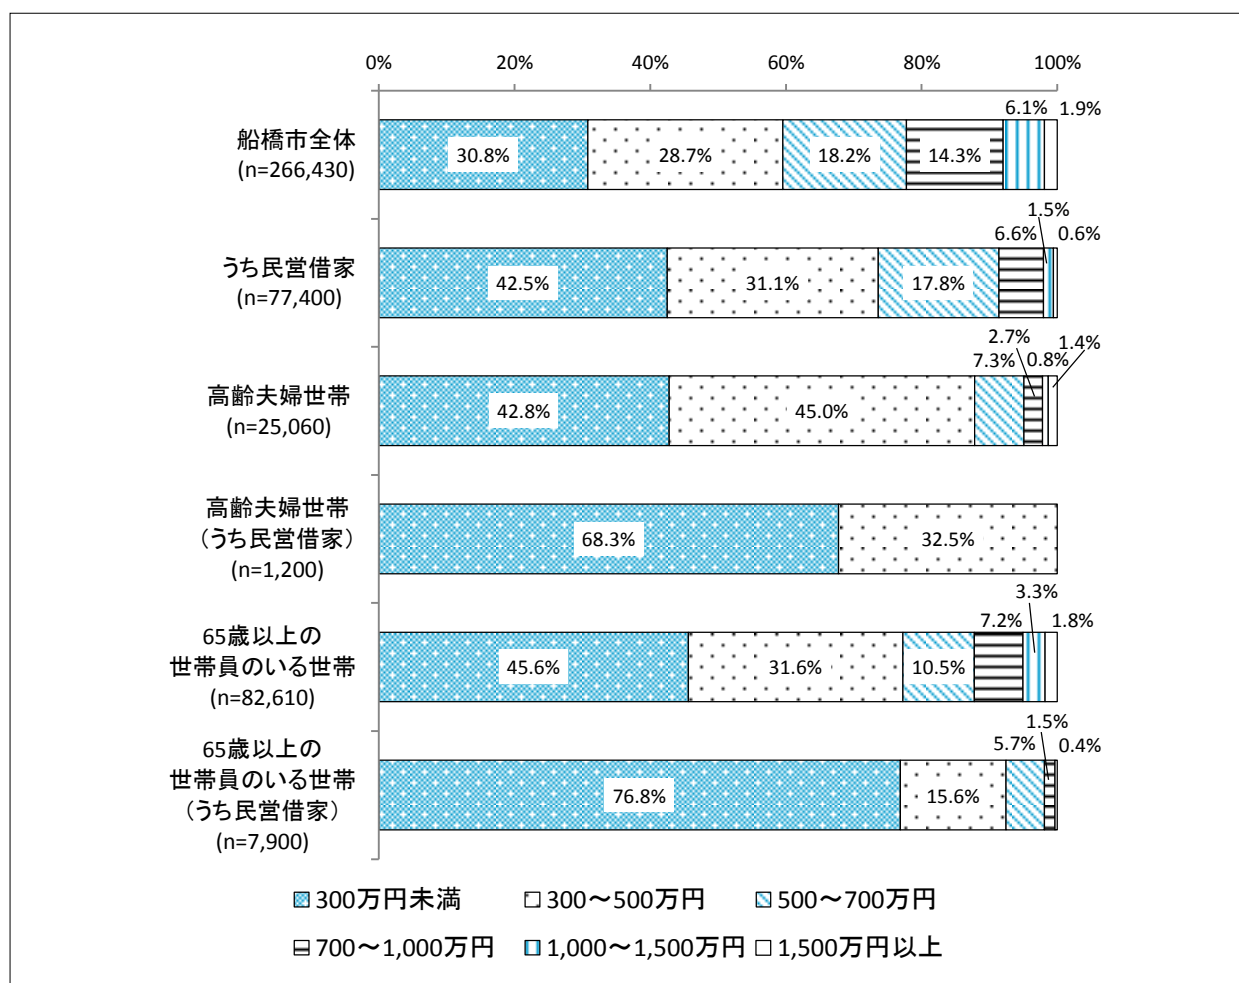 0% 20% 40% 60% 80% 100%
6.1% 1.9%
船橋市全体
(n=266,430)
30.8% 28.7% 18.2% 14.3%
1.5%
6.6% 0.6%
うち民営借家
(n=77,400)
42.5% 31.1% 17.8%
2.7% 1.4%
7.3% 0.8%
高齢夫婦世帯
(n=25,060)
42.8% 45.0%
高齢夫婦世帯
（うち民営借家）
(n=1,200)
68.3% 32.5%
3.3%
7.2% 1.8%
65歳以上の
世帯員のいる世帯
(n=82,610)
45.6% 31.6% 10.5%
1.5%
5.7% 0.4%
65歳以上の
世帯員のいる世帯
（うち民営借家）
(n=7,900)
76.8% 15.6%
300万円未満 300～500万円 500～700万円
700～1,000万円 1,000～1,500万円 1,500万円以上